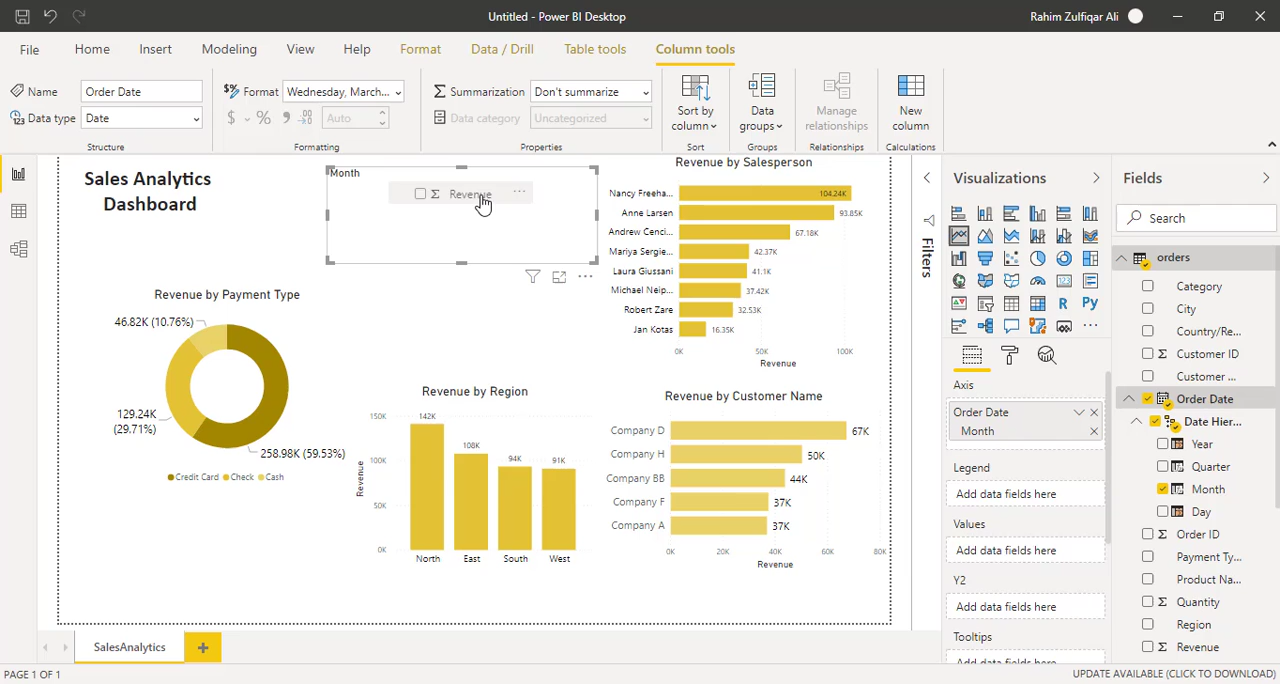 Untitled - Power BI Desktop
Rahim Zulfiqar Ali
File Home Insert Modeling View Help Format Data / Drill Table tools Column tools
Name Order Date
Data type Date
Structure
$% Format Wednesday, March...
$ % 9 Auto
Formatting
Σ Summarization Don't summarize
Data category Uncategorized
Properties
Sort by
column
Sort
Data
groups
Groups
Manage
relationships
Relationships
New
column
Calculations
Sales Analytics
Dashboard
Month
Σ Revenue ...
Revenue by Salesperson
Nancy Freeha... 104.24K
Anne Larsen 93.85K
Andrew Cenci... 67.18K
Mariya Sergie... 42.37K
Laura Giussani 41.1K
Michael Neip... 37.42K
Robert Zare 32.53K
Jan Kotas 16.35K
0K 50K 100K
Revenue
Revenue by Payment Type
46.82K (10.76%)
129.24K
(29.71%)
258.98K (59.53%)
Credit Card Check Cash
Revenue by Region
Revenue
150K
100K
50K
0K
142K
108K
94K
91K
North East South West
Revenue by Customer Name
Company D 67K
Company H 50K
Company BB 44K
Company F 37K
Company A 37K
0K 20K 40K 60K 80K
Revenue
Filters
Visualizations
R Py
...
Axis
Order Date
Month
Legend
Add data fields here
Values
Add data fields here
Y2
Add data fields here
Tooltips
Add data fields here
Fields
Search
orders
Category
City
Country/Re...
Σ Customer ID
Customer ...
Order Date
Date Hier...
Year
Quarter
Month
Day
Σ Order ID
Payment Ty...
Product Na...
Σ Quantity
Region
Σ Revenue
SalesAnalytics +
PAGE 1 OF 1
UPDATE AVAILABLE (CLICK TO DOWNLOAD)